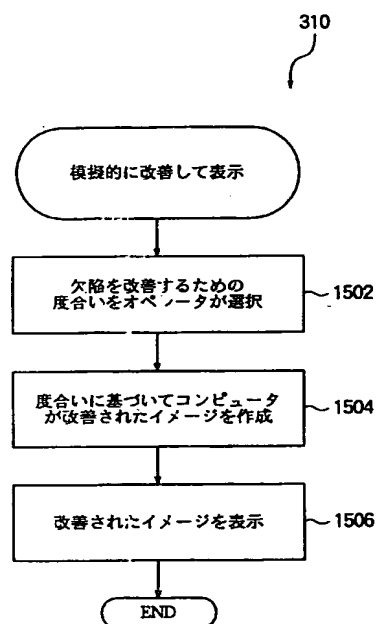 310
模擬的に改善して表示
欠陥を改善するための
度合いをオペレータが選択
1502
度合いに基づいてコンピュータ
が改善されたイメージを作成
1504
改善されたイメージを表示
1506
END